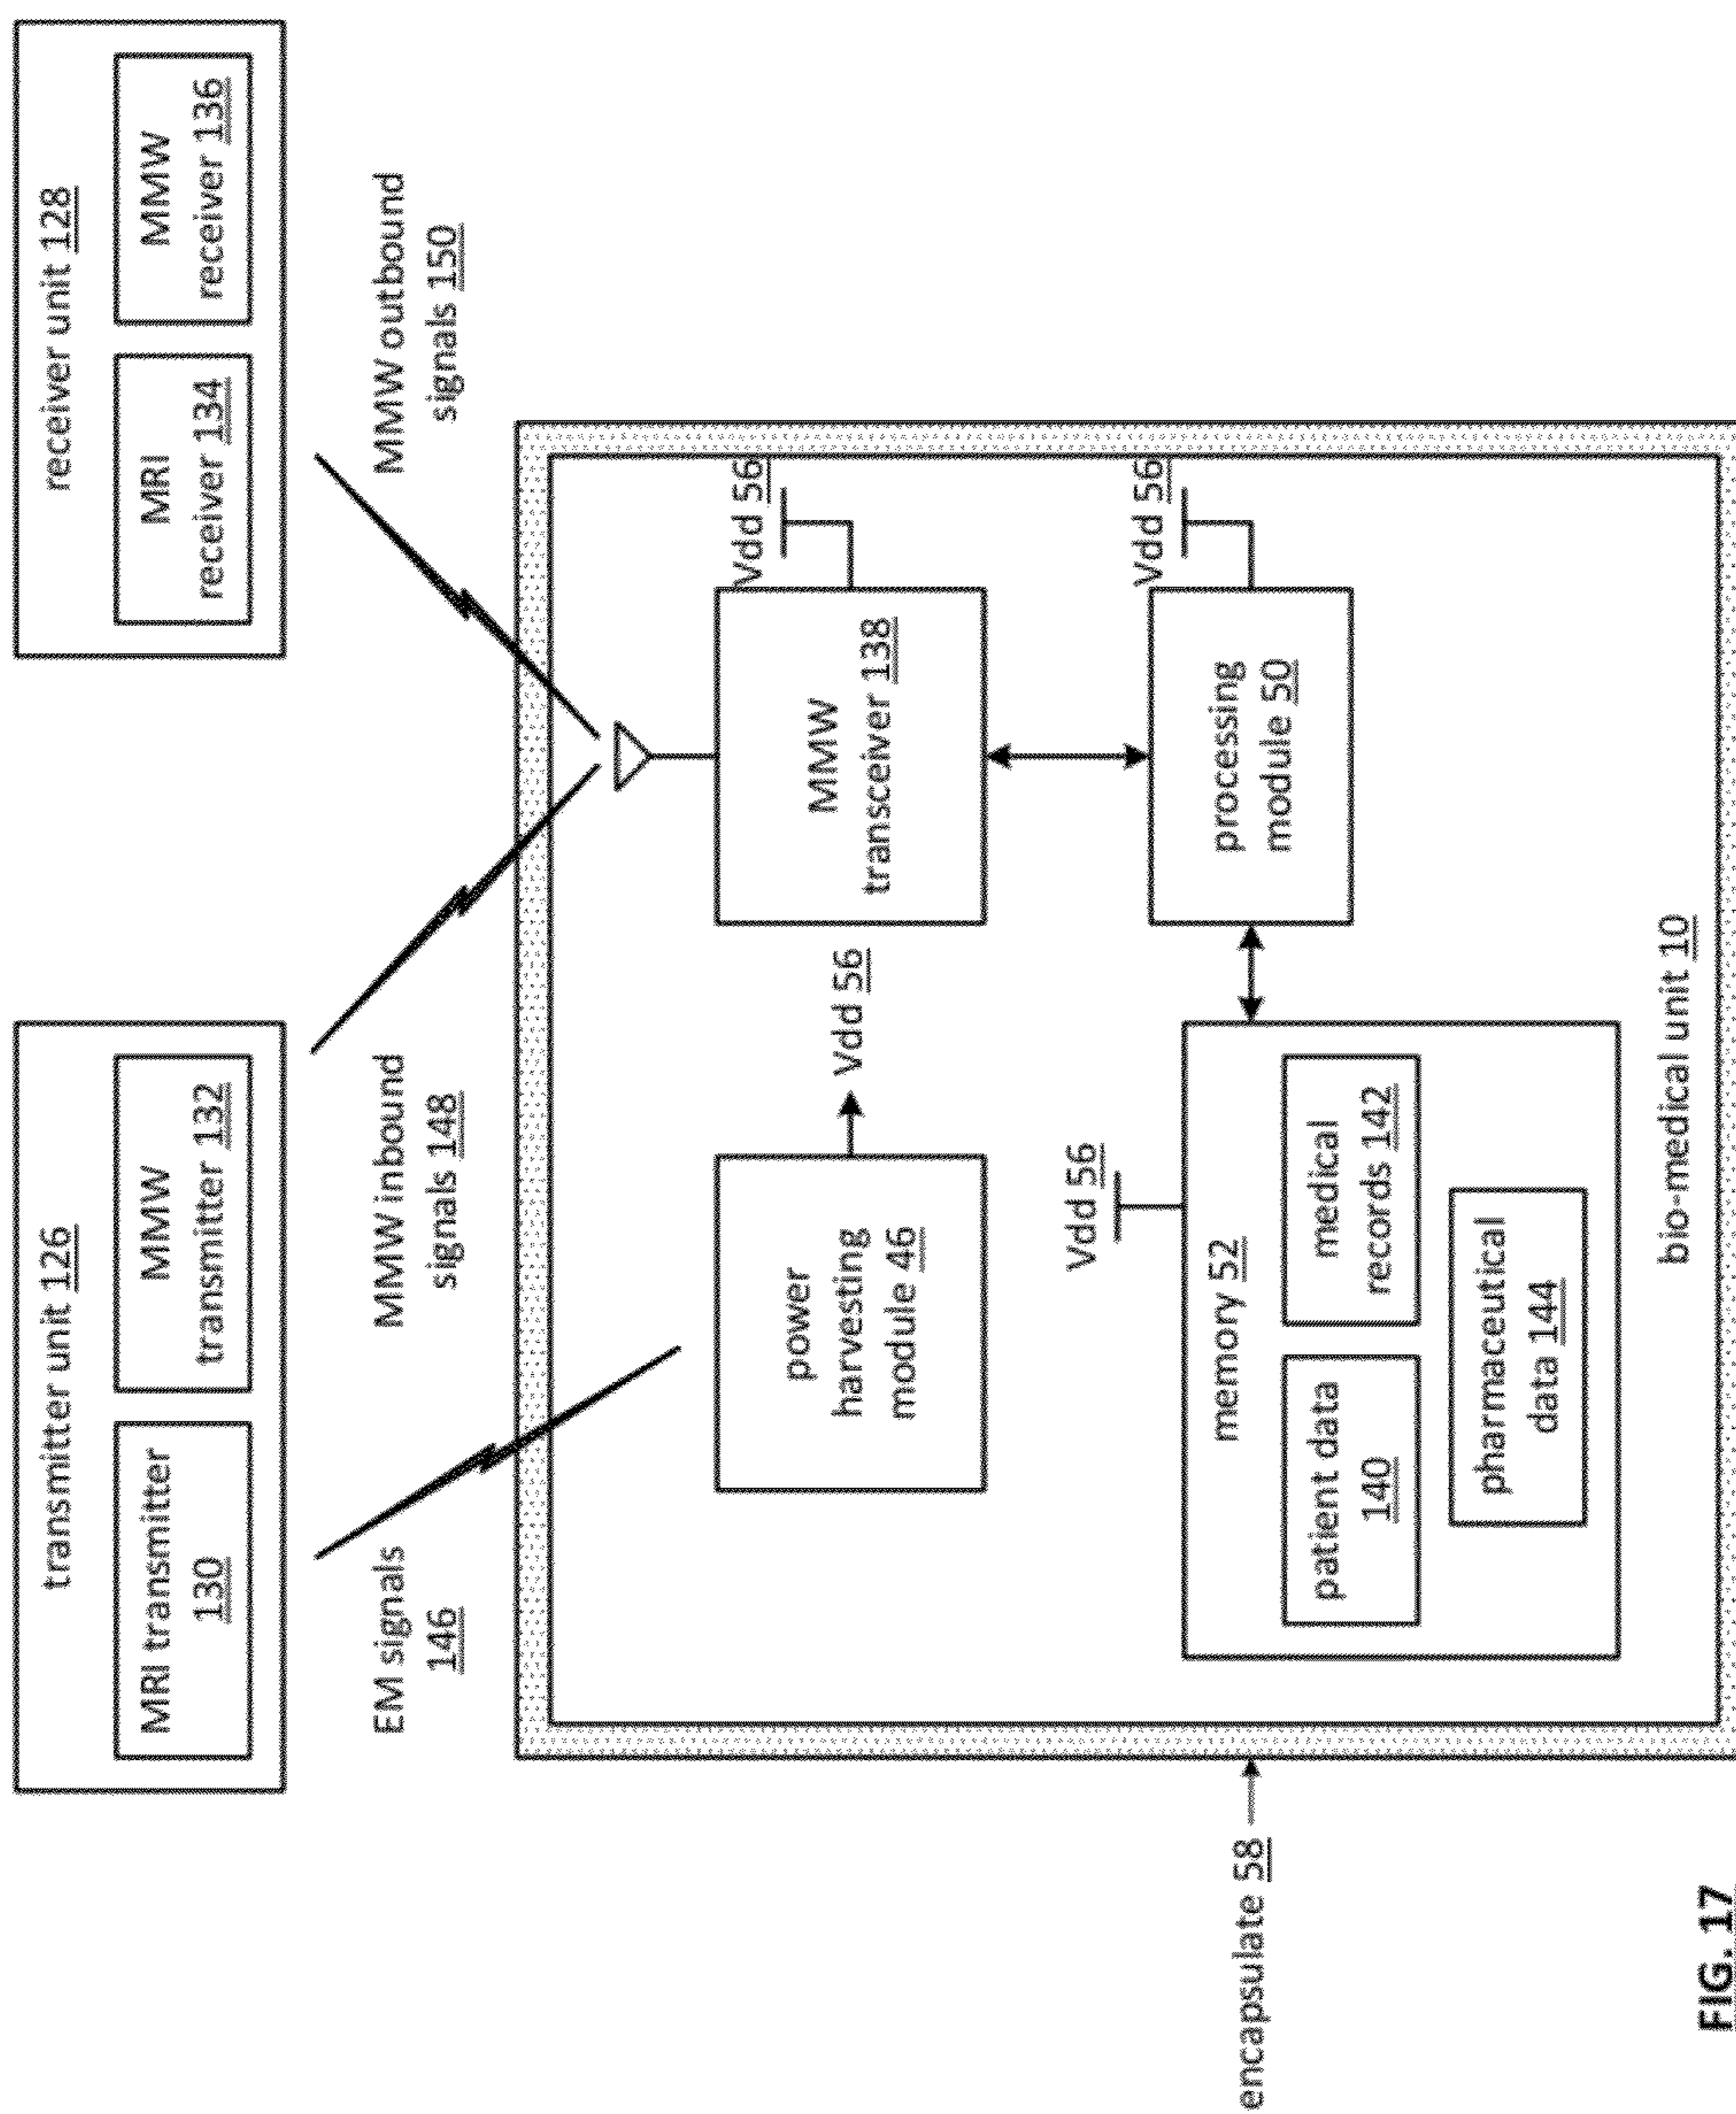 transmitter unit 126
MRI transmitter
130
MMW
transmitter 132
receiver unit 128
MRI
receiver 134
MMW
receiver 136
EM signals
146
MMW inbound
signals 148
MMW outbound
signals 150
power
harvesting
module 46
Vdd 56
MMW
transceiver 138
Vdd 56
Vdd 56
memory 52
patient data
140
medical
records 142
pharmaceutical
data 144
processing
module 50
Vdd 56
encapsulate 58
bio-medical unit 10
FIG. 17